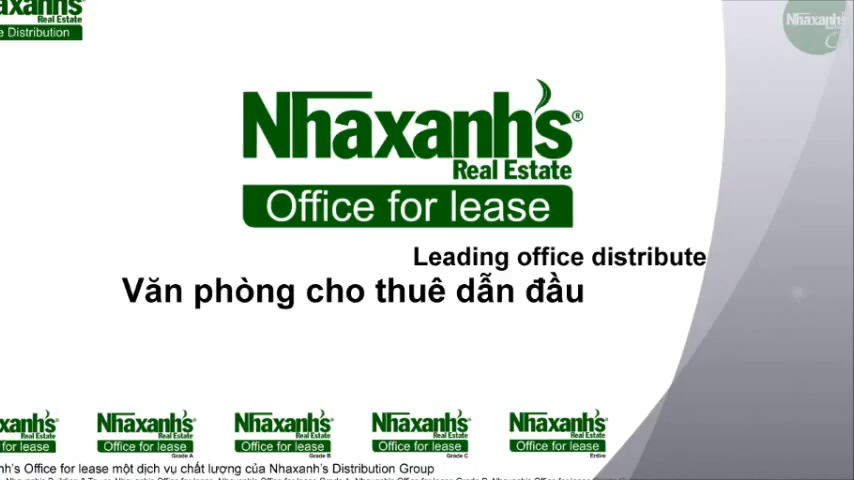 Real Estate
Distribution
Nhaxanh's
Nhaxanh's®
Real Estate
Office for lease
Leading office distribute
Văn phòng cho thuê dẫn đầu
Real Estate
for lease
Nhaxanh's
Real Estate
Office for lease
Grade A
Nhaxanh's
Real Estate
Office for lease
Grade B
Nhaxanh's
Real Estate
Office for lease
Grade C
Nhaxanh's
Real Estate
Office for lease
Entire
nh's Office for lease một dịch vụ chất lượng của Nhaxanh's Distribution Group